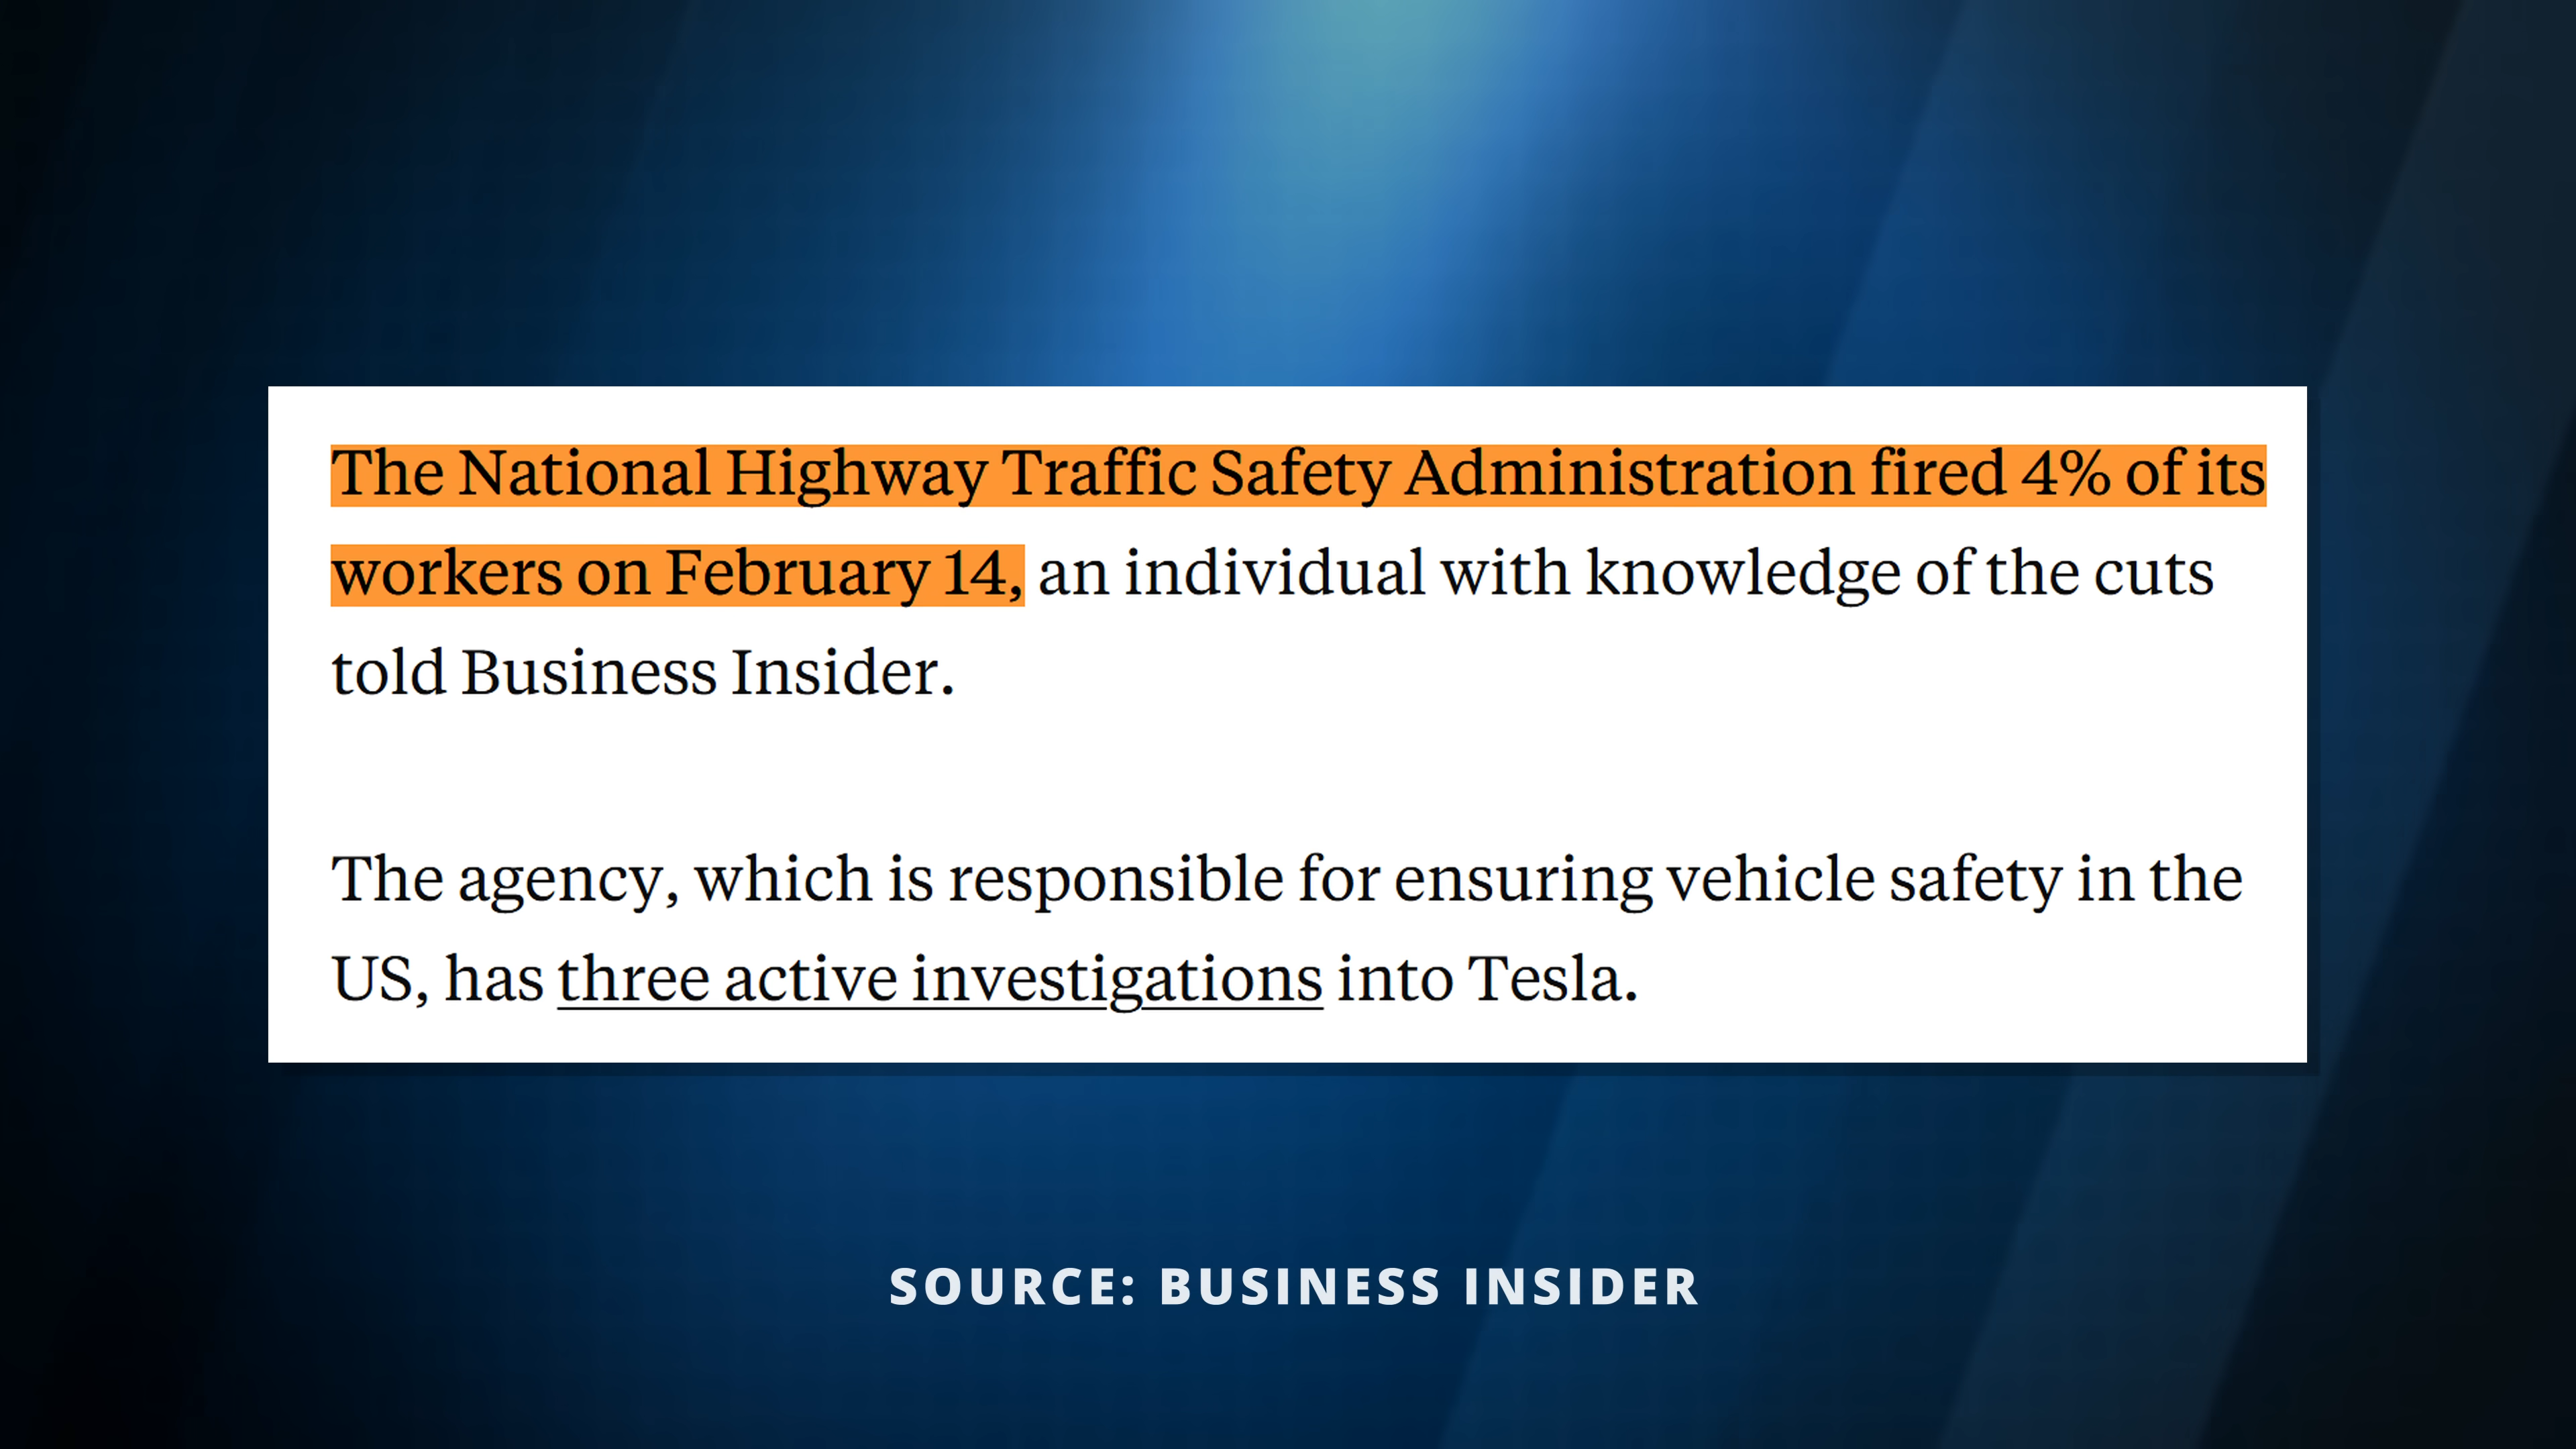 The National Highway Traffic Safety Administration fired 4% of its
workers on February 14, an individual with knowledge of the cuts
told Business Insider.
The agency, which is responsible for ensuring vehicle safety in the
US, has three active investigations into Tesla.
SOURCE: BUSINESS INSIDER